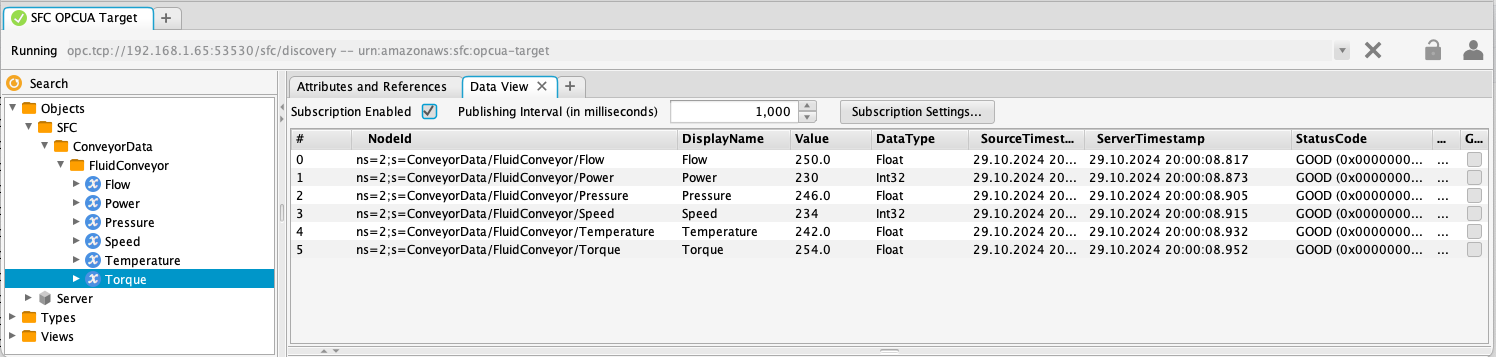 SFC OPCUA Target +
Running opc.tcp://192.168.1.65:53530/sfc/discovery -- urn:amazonaws:sfc:opcua-target
Search
Objects
SFC
ConveyorData
FluidConveyor
Flow
Power
Pressure
Speed
Temperature
Torque
Server
Types
Views
Attributes and References Data View +
Subscription Enabled Publishing Interval (in milliseconds) 1,000 Subscription Settings...
# NodeId DisplayName Value DataType SourceTimest... ServerTimestamp StatusCode ... G...
0 ns=2;s=ConveyorData/FluidConveyor/Flow Flow 250.0 Float 29.10.2024 20... 29.10.2024 20:00:08.817 GOOD (0x0000000... ...
1 ns=2;s=ConveyorData/FluidConveyor/Power Power 230 Int32 29.10.2024 20... 29.10.2024 20:00:08.873 GOOD (0x0000000... ...
2 ns=2;s=ConveyorData/FluidConveyor/Pressure Pressure 246.0 Float 29.10.2024 20... 29.10.2024 20:00:08.905 GOOD (0x0000000... ...
3 ns=2;s=ConveyorData/FluidConveyor/Speed Speed 234 Int32 29.10.2024 20... 29.10.2024 20:00:08.915 GOOD (0x0000000... ...
4 ns=2;s=ConveyorData/FluidConveyor/Temperature Temperature 242.0 Float 29.10.2024 20... 29.10.2024 20:00:08.932 GOOD (0x0000000... ...
5 ns=2;s=ConveyorData/FluidConveyor/Torque Torque 254.0 Float 29.10.2024 20... 29.10.2024 20:00:08.952 GOOD (0x0000000... ...